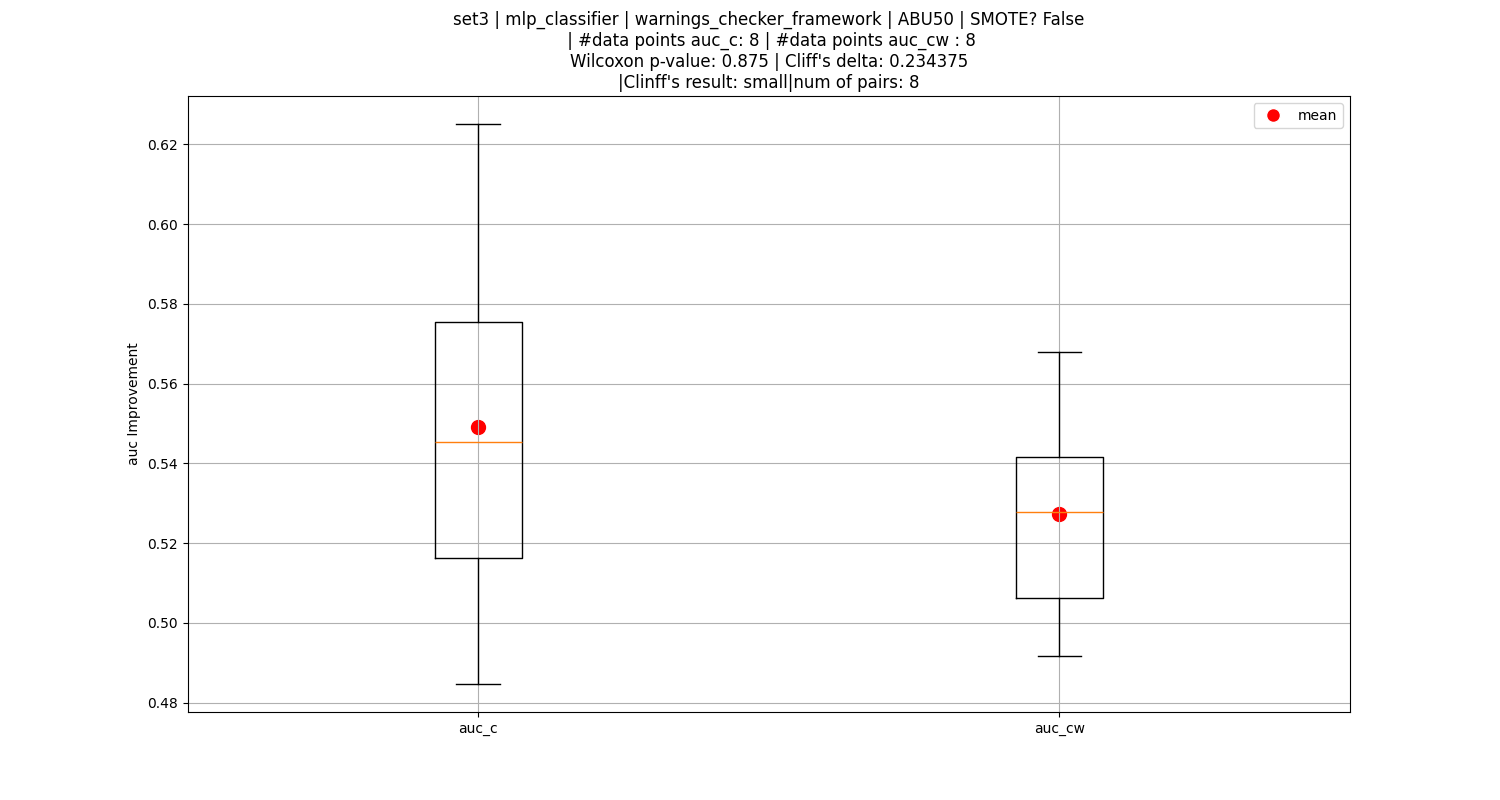 set3 | mlp_classifier | warnings_checker_framework | ABU50 | SMOTE? False
| #data points auc_c: 8 | #data points auc_cw : 8
Wilcoxon p-value: 0.875 | Cliff's delta: 0.234375
|Clinff's result: small|num of pairs: 8
mean
auc Improvement
0.62
0.60
0.58
0.56
0.54
0.52
0.50
0.48
auc_c
auc_cw